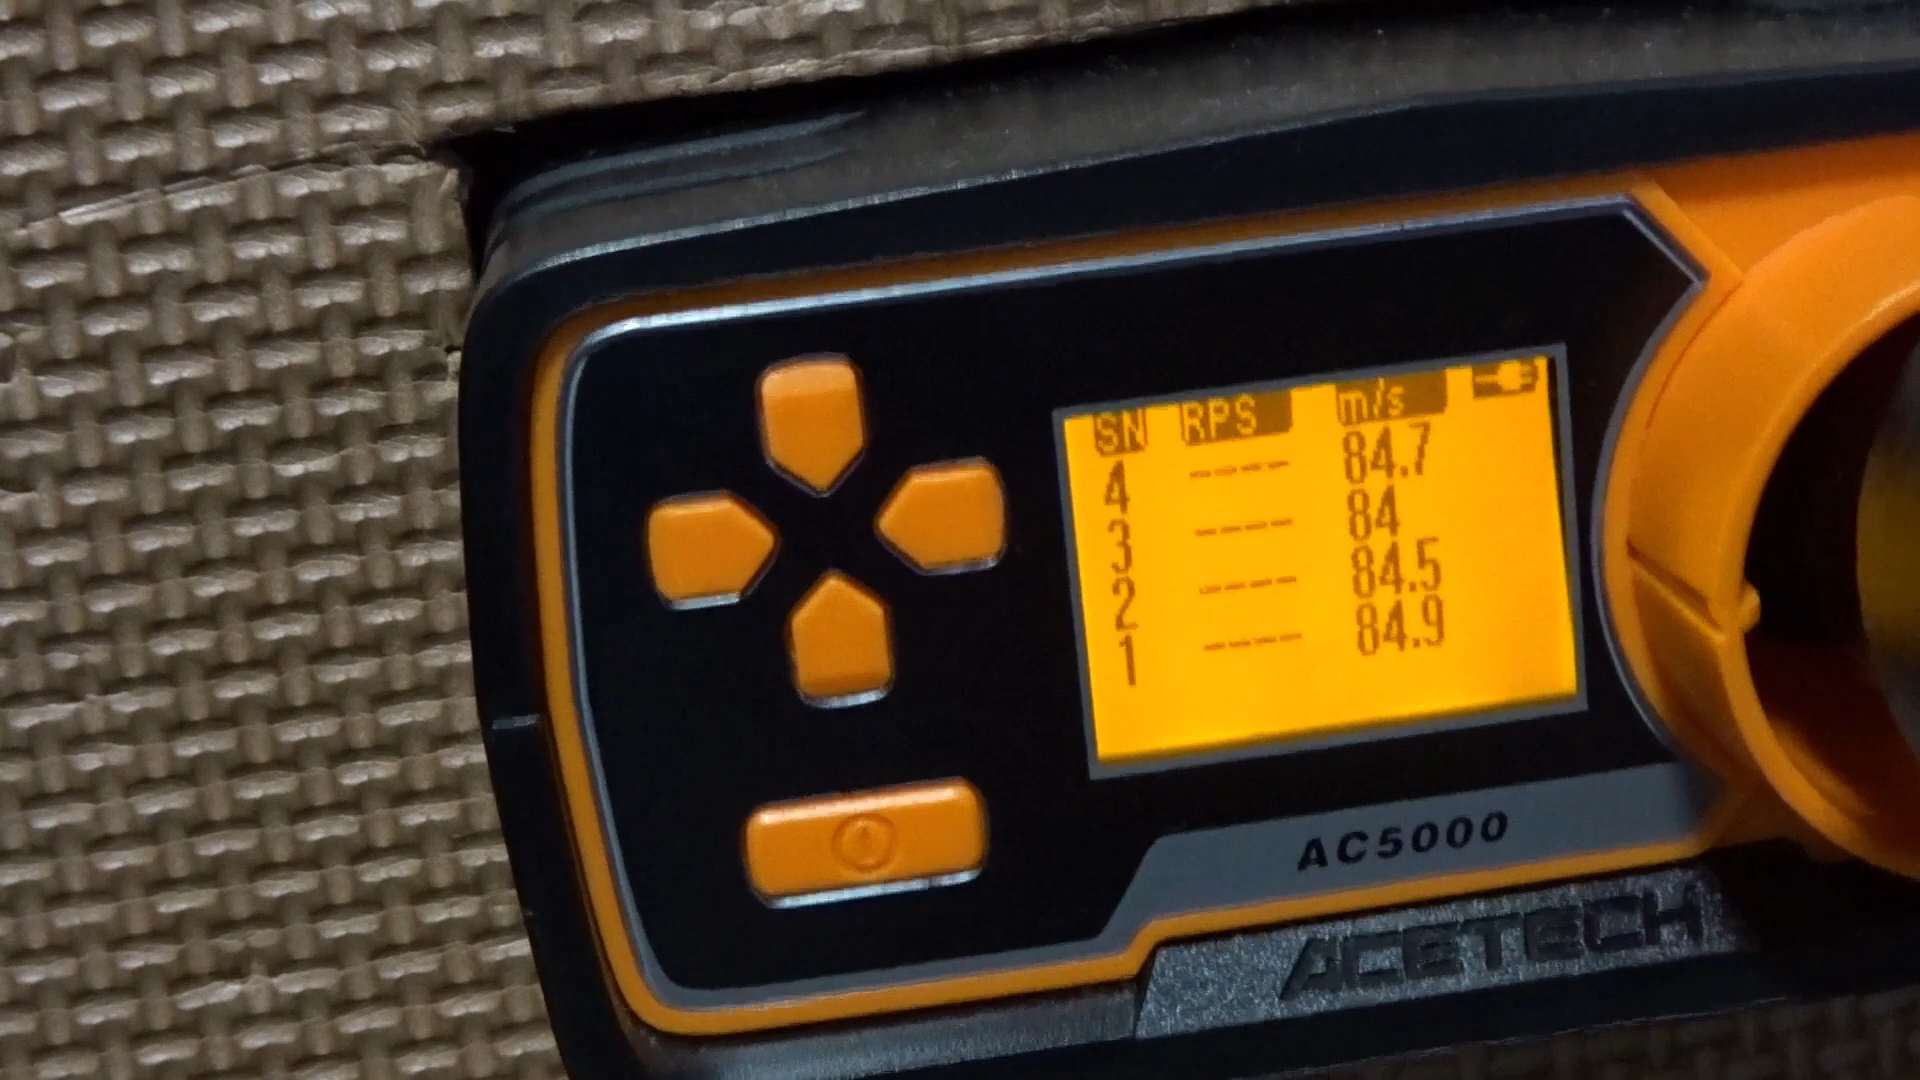 SN RPS m/s
4 ---- 84.7
3 ---- 84
2 ---- 84.5
1 ---- 84.9
AC5000
ACETECH